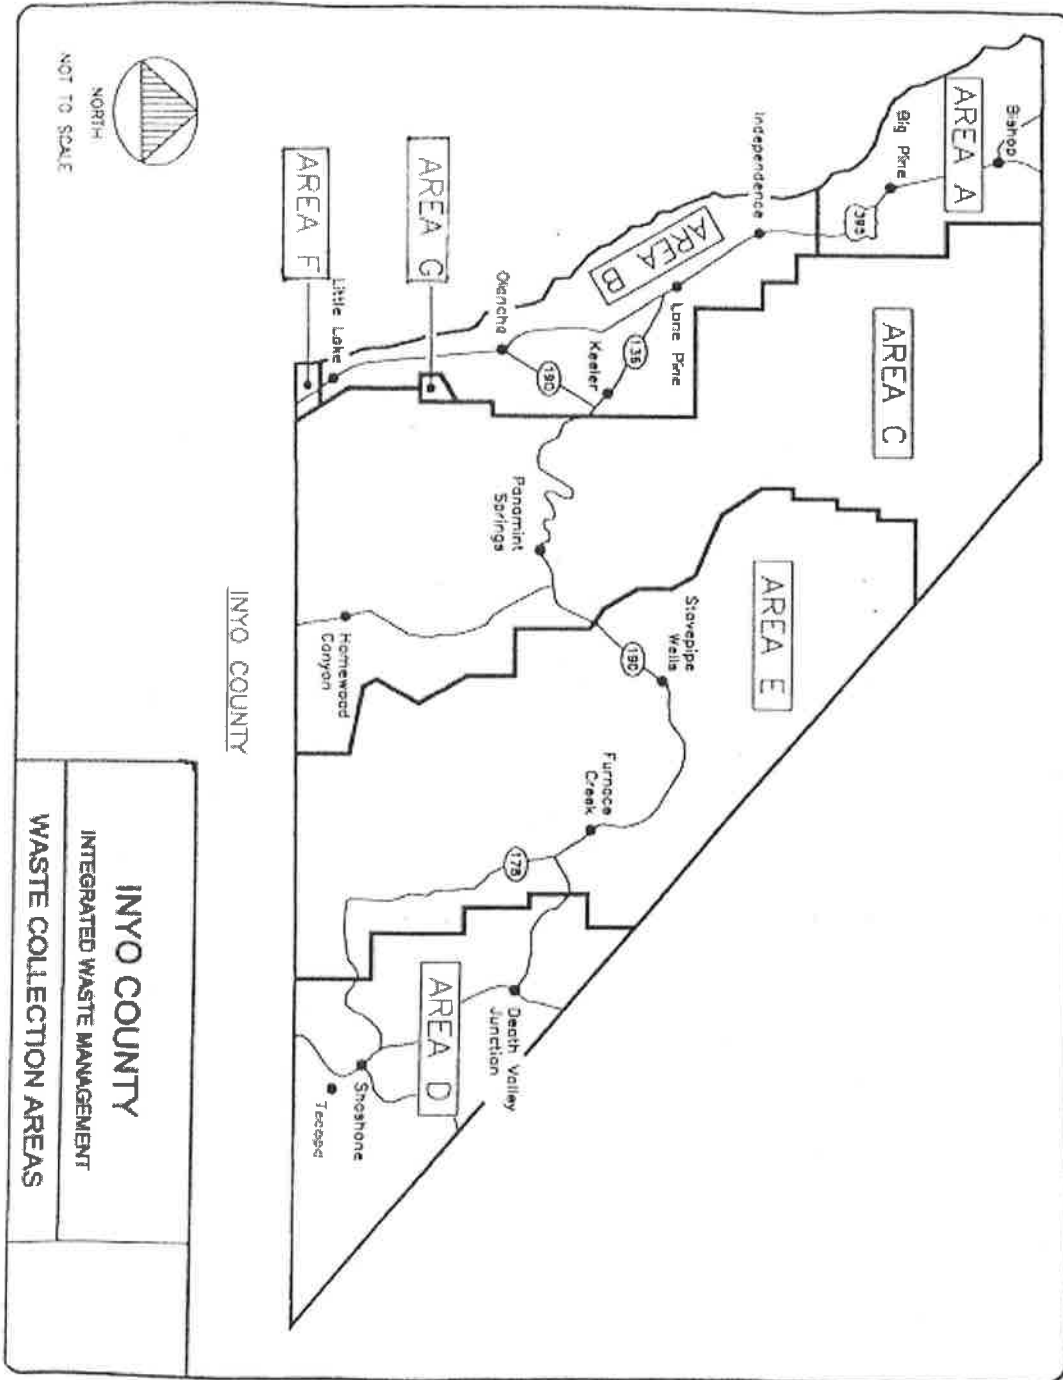 Bishop
AREA A
Big Pine
AREA C
395
AREA E
Independence
AREA B
Stovepipe
Wells
Lone Pine
136
190
Furnace
Creek
Keeler
190
Panamint
Springs
178
Death Valley
Junction
Olancha
AREA G
AREA D
Shoshone
Little Lake
Homewood
Canyon
Tecopa
AREA F
INYO COUNTY
NORTH
NOT TO SCALE
INYO COUNTY
INTEGRATED WASTE MANAGEMENT
WASTE COLLECTION AREAS